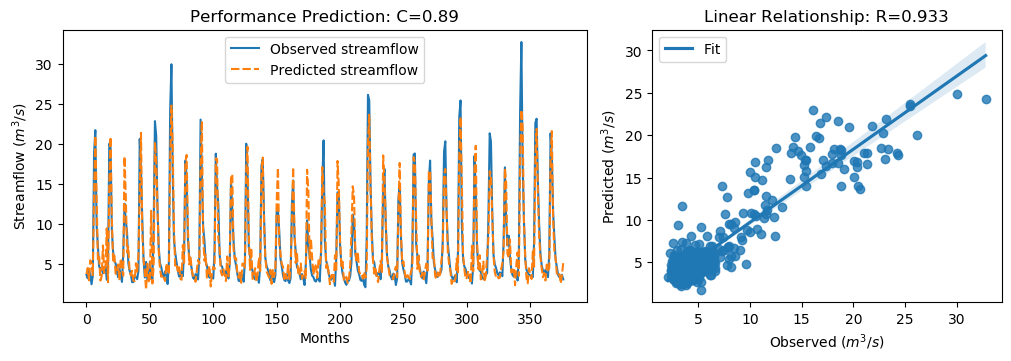 Performance Prediction: C=0.89
Observed streamflow
Predicted streamflow
Streamflow (m³/s)
30
25
20
15
10
5
0
50
100
150
200
250
300
350
Months
Linear Relationship: R=0.933
Fit
Predicted (m³/s)
30
25
20
15
10
5
5
10
15
20
25
30
Observed (m³/s)